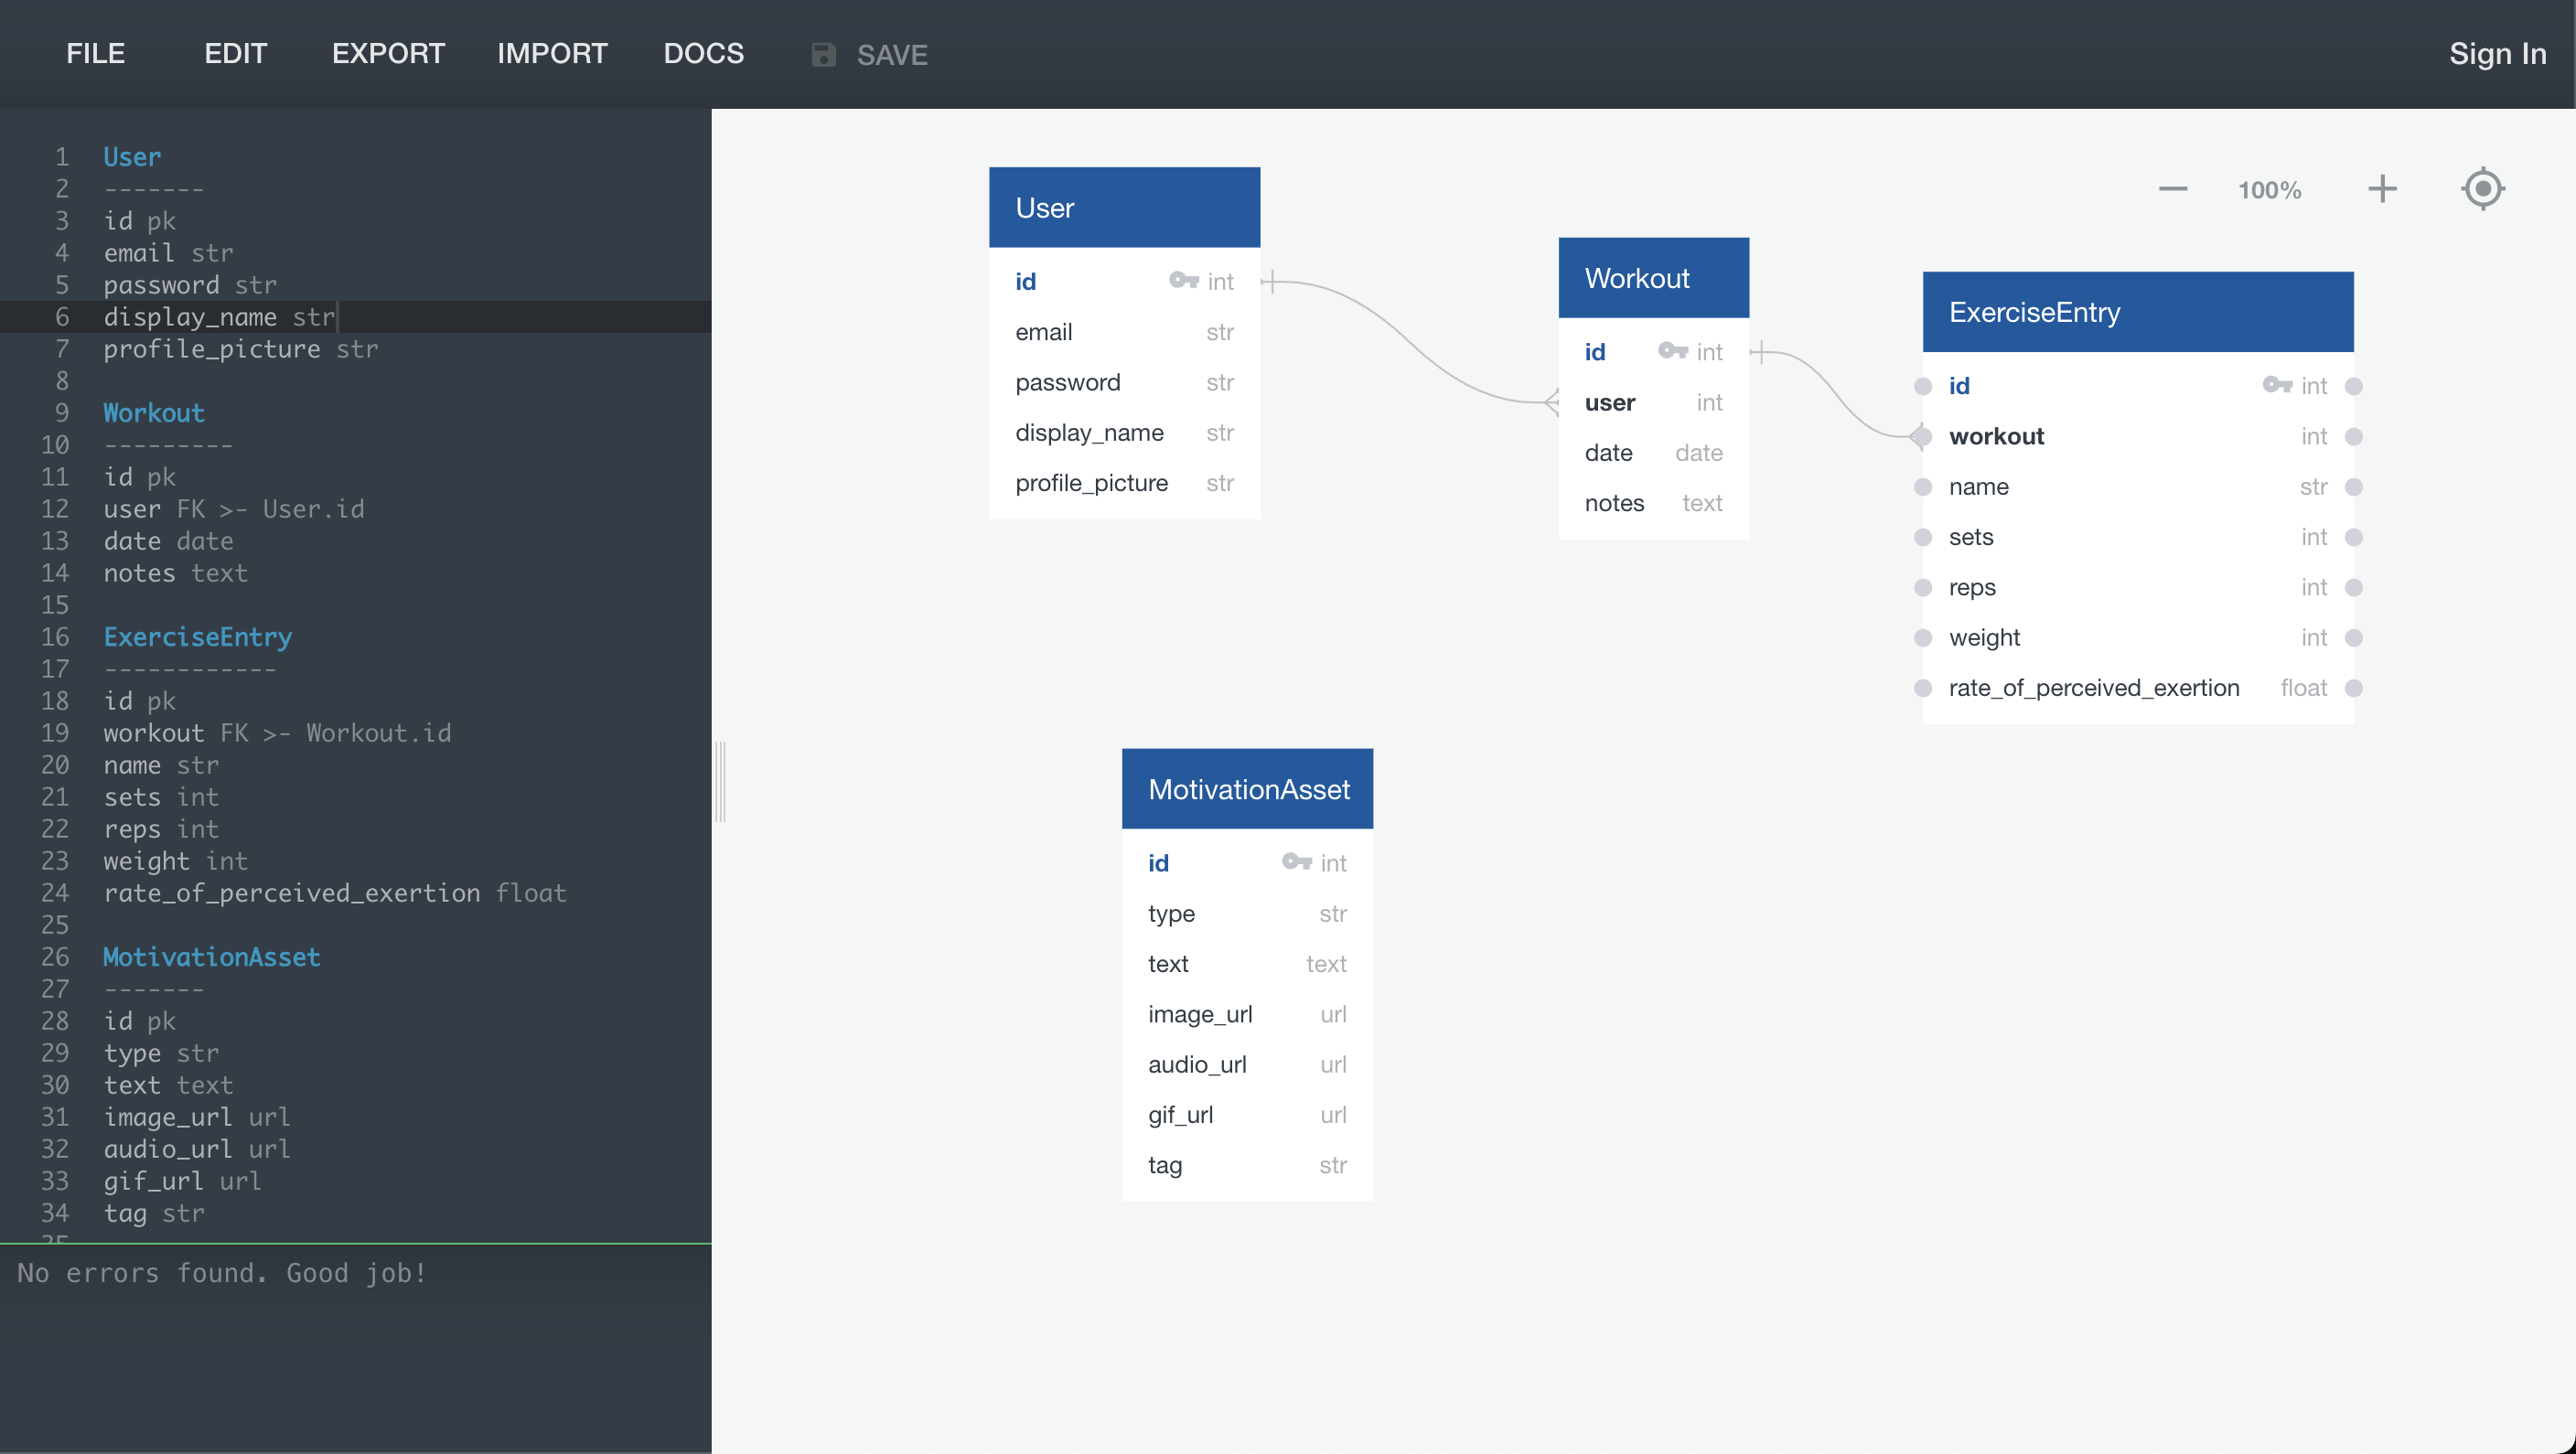 FILE EDIT EXPORT IMPORT DOCS SAVE Sign In
1 User
2 -------
3 id pk
4 email str
5 password str
6 display_name str
7 profile_picture str
8
9 Workout
10 ---------
11 id pk
12 user FK >- User.id
13 date date
14 notes text
15
16 ExerciseEntry
17 ------------
18 id pk
19 workout FK >- Workout.id
20 name str
21 sets int
22 reps int
23 weight int
24 rate_of_perceived_exertion float
25
26 MotivationAsset
27 -------
28 id pk
29 type str
30 text text
31 image_url url
32 audio_url url
33 gif_url url
34 tag str
35
No errors found. Good job!
100%
User
id int
email str
password str
display_name str
profile_picture str
Workout
id int
user int
date date
notes text
ExerciseEntry
id int
workout int
name str
sets int
reps int
weight int
rate_of_perceived_exertion float
MotivationAsset
id int
type str
text text
image_url url
audio_url url
gif_url url
tag str